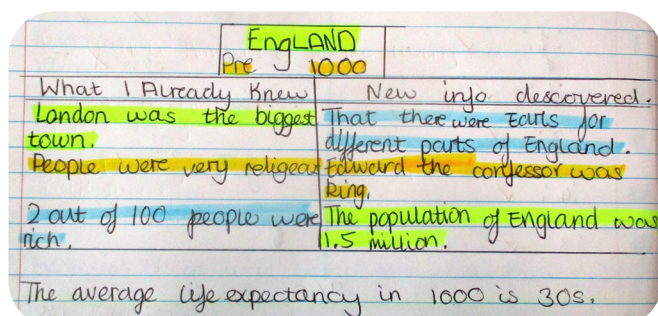 EngLAND
Pre 1000
What I Already Knew
London was the biggest
town.
People were very religeas
2 out of 100 people were
rich.
New info descovered.
That there were Earls for
different parts of England.
Edward the confessor was
king.
The population of England was
1.5 million.
The average life expectancy in 1000 is 30s.